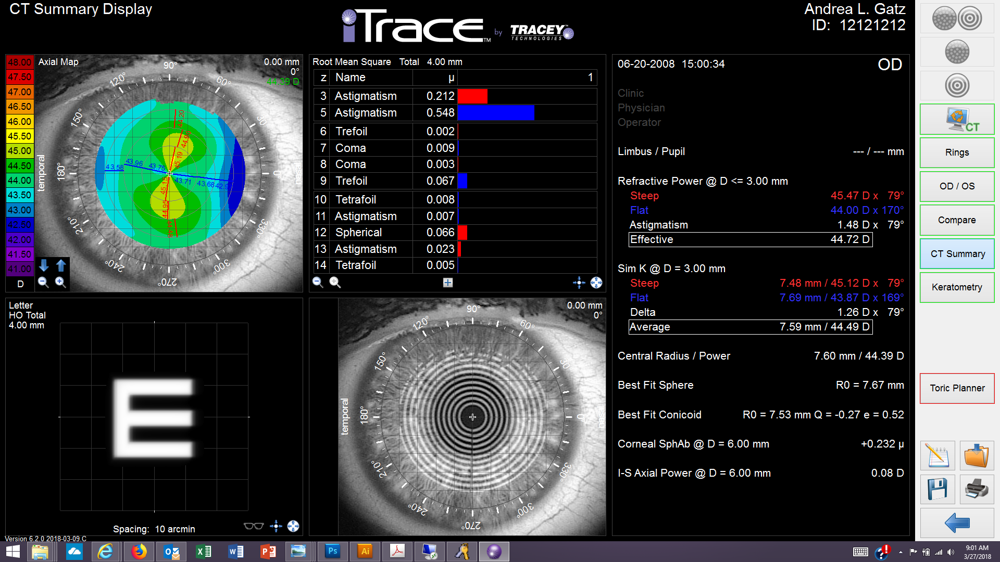 CT Summary Display
iTrace™ by TRACEY™ TECHNOLOGIES
Andrea L. Gatz
ID: 12121212
Axial Map
0.00 mm
0°
44.39 D
48.00
47.50
47.00
46.50
46.00
45.50
45.00
44.50
44.00
43.50
43.00
42.50
42.00
41.50
41.00
D
90°
120°
60°
150°
30
temporal
180°
0°
210°
330°
240°
300°
270°
44.20
45.19
43.58
43.96
43.75
43.71
43.68
45.15
44.95
Root Mean Square Total 4.00 mm
z Name µ 1
3 Astigmatism 0.212
5 Astigmatism 0.548
6 Trefoil 0.002
7 Coma 0.009
8 Coma 0.003
9 Trefoil 0.067
10 Tetrafoil 0.008
11 Astigmatism 0.007
12 Spherical 0.066
13 Astigmatism 0.023
14 Tetrafoil 0.005
Letter
HO Total
4.00 mm
E
Spacing: 10 arcmin
0.00 mm
0°
90°
120°
60°
150°
30°
temporal
180°
0°
nasal
210°
330°
240°
300°
270°
06-20-2008 15:00:34
OD
Clinic
Physician
Operator
Limbus / Pupil --- / --- mm
Refractive Power @ D <= 3.00 mm
Steep 45.47 D x 79°
Flat 44.00 D x 170°
Astigmatism 1.48 D x 79°
Effective 44.72 D
Sim K @ D = 3.00 mm
Steep 7.48 mm / 45.12 D x 79°
Flat 7.69 mm / 43.87 D x 169°
Delta 1.26 D x 79°
Average 7.59 mm / 44.49 D
Central Radius / Power 7.60 mm / 44.39 D
Best Fit Sphere R0 = 7.67 mm
Best Fit Conicoid R0 = 7.53 mm Q = -0.27 e = 0.52
Corneal SphAb @ D = 6.00 mm +0.232 µ
I-S Axial Power @ D = 6.00 mm 0.08 D
CT
Rings
OD / OS
Compare
CT Summary
Keratometry
Toric Planner
Version 6.2.0 2018-03-09.C
Ps
Ai
9:01 AM
3/27/2018